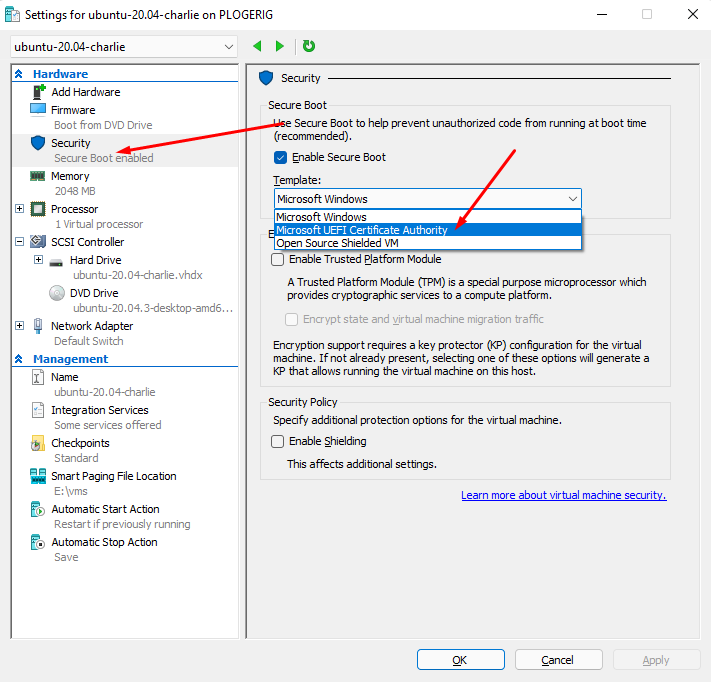 Settings for ubuntu-20.04-charlie on PLOGERIG
ubuntu-20.04-charlie
Hardware
Add Hardware
Firmware
Boot from DVD Drive
Security
Secure Boot enabled
Memory
2048 MB
Processor
1 Virtual processor
SCSI Controller
Hard Drive
ubuntu-20.04-charlie.vhdx
DVD Drive
ubuntu-20.04.3-desktop-amd6...
Network Adapter
Default Switch
Management
Name
ubuntu-20.04-charlie
Integration Services
Some services offered
Checkpoints
Standard
Smart Paging File Location
E:\vms
Automatic Start Action
Restart if previously running
Automatic Stop Action
Save
Security
Secure Boot
Use Secure Boot to help prevent unauthorized code from running at boot time
(recommended).
Enable Secure Boot
Template:
Microsoft Windows
Microsoft Windows
Microsoft UEFI Certificate Authority
Open Source Shielded VM
Enable Trusted Platform Module
A Trusted Platform Module (TPM) is a special purpose microprocessor which
provides cryptographic services to a compute platform.
Encrypt state and virtual machine migration traffic
Encryption support requires a key protector (KP) configuration for the virtual
machine. If not already present, selecting one of these options will generate a
KP that allows running the virtual machine on this host.
Security Policy
Specify additional protection options for the virtual machine.
Enable Shielding
This affects additional settings.
Learn more about virtual machine security.
OK
Cancel
Apply